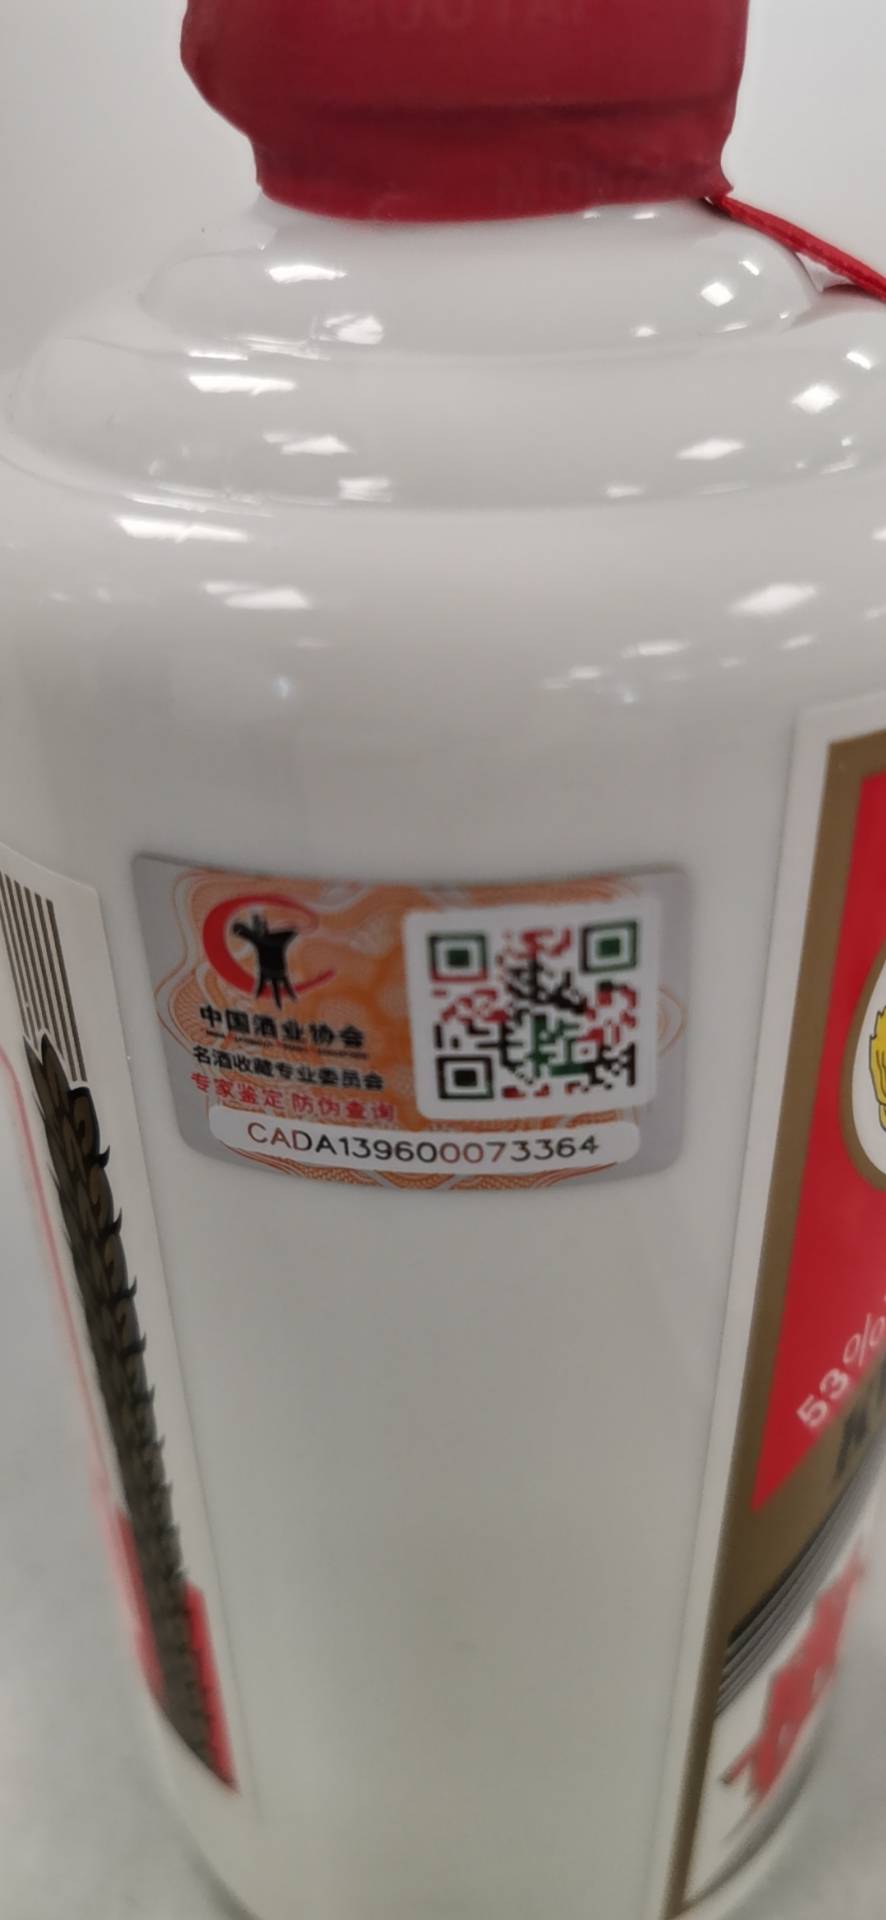 中国酒业协会
名酒收藏专业委员会
专家鉴定 防伪查询
CADA139600073364
53%